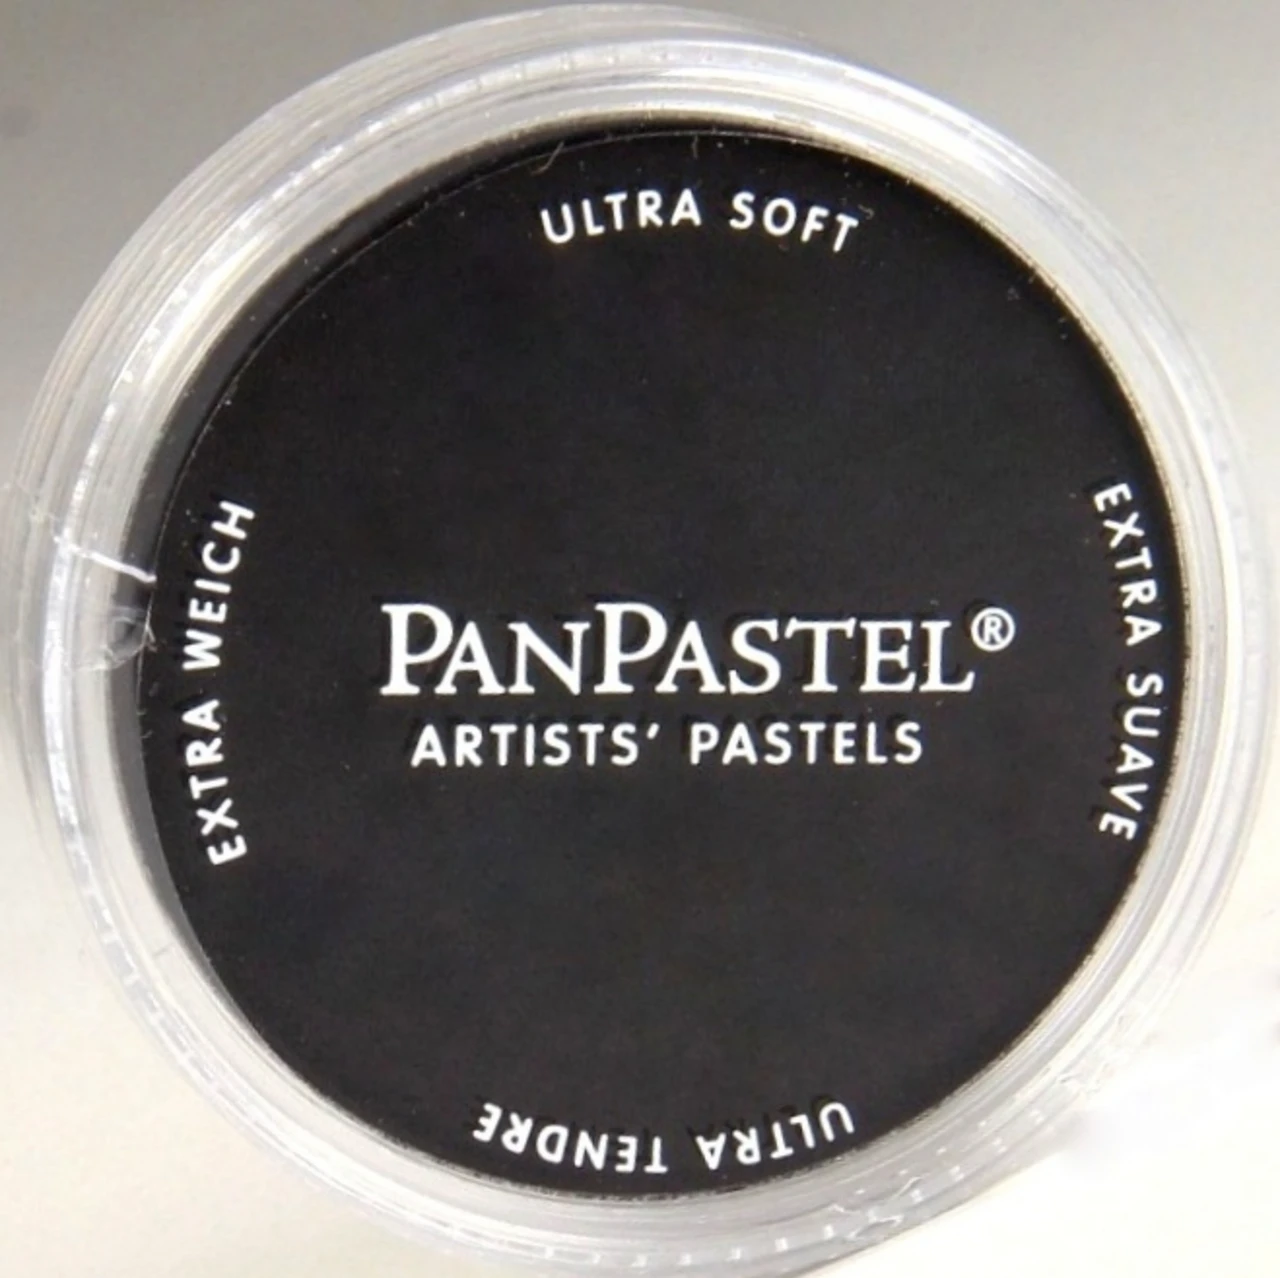 ULTRA SOFT
EXTRA WEICH
EXTRA SUAVE
PANPASTEL®
ARTISTS’ PASTELS
ULTRA TENDRE